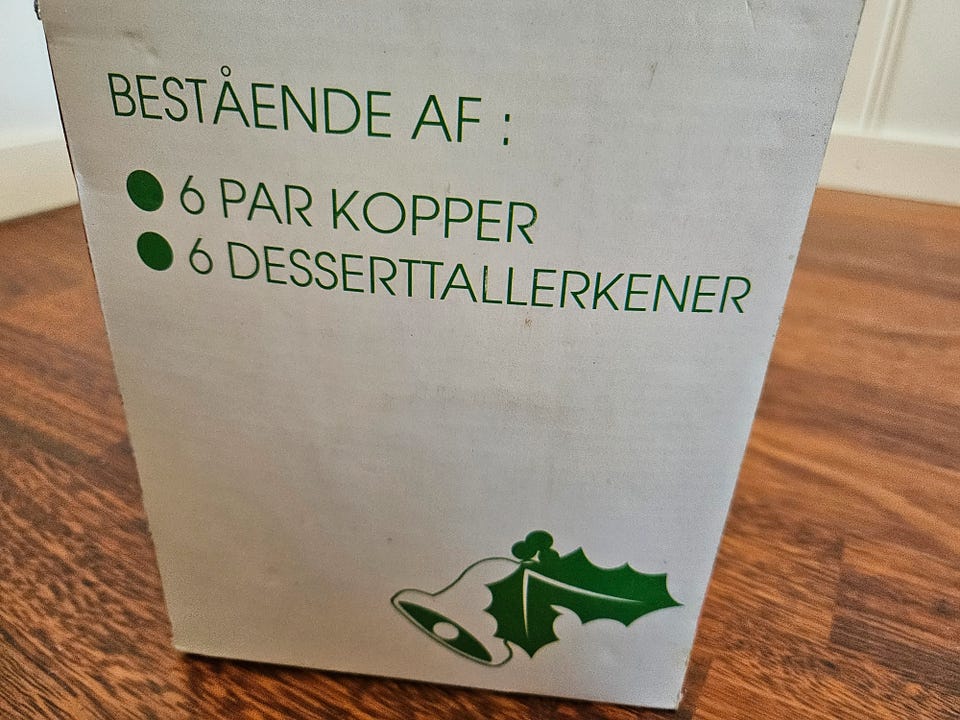 BESTÅENDE AF :
● 6 PAR KOPPER
● 6 DESSERTTALLERKENER